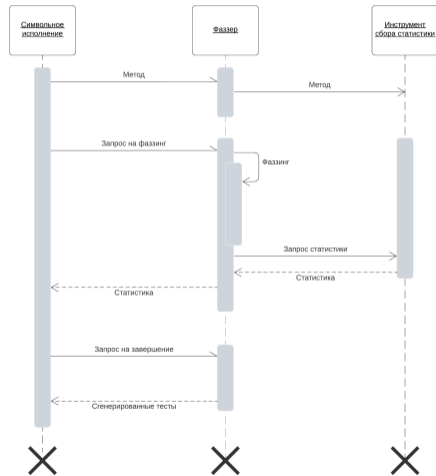 Символьное
исполнение
Фаззер
Инструмент
сбора статистики
Метод
Метод
Запрос на фаззинг
Фаззинг
Запрос статистики
Статистика
Статистика
Запрос на завершение
Сгенерированные тесты